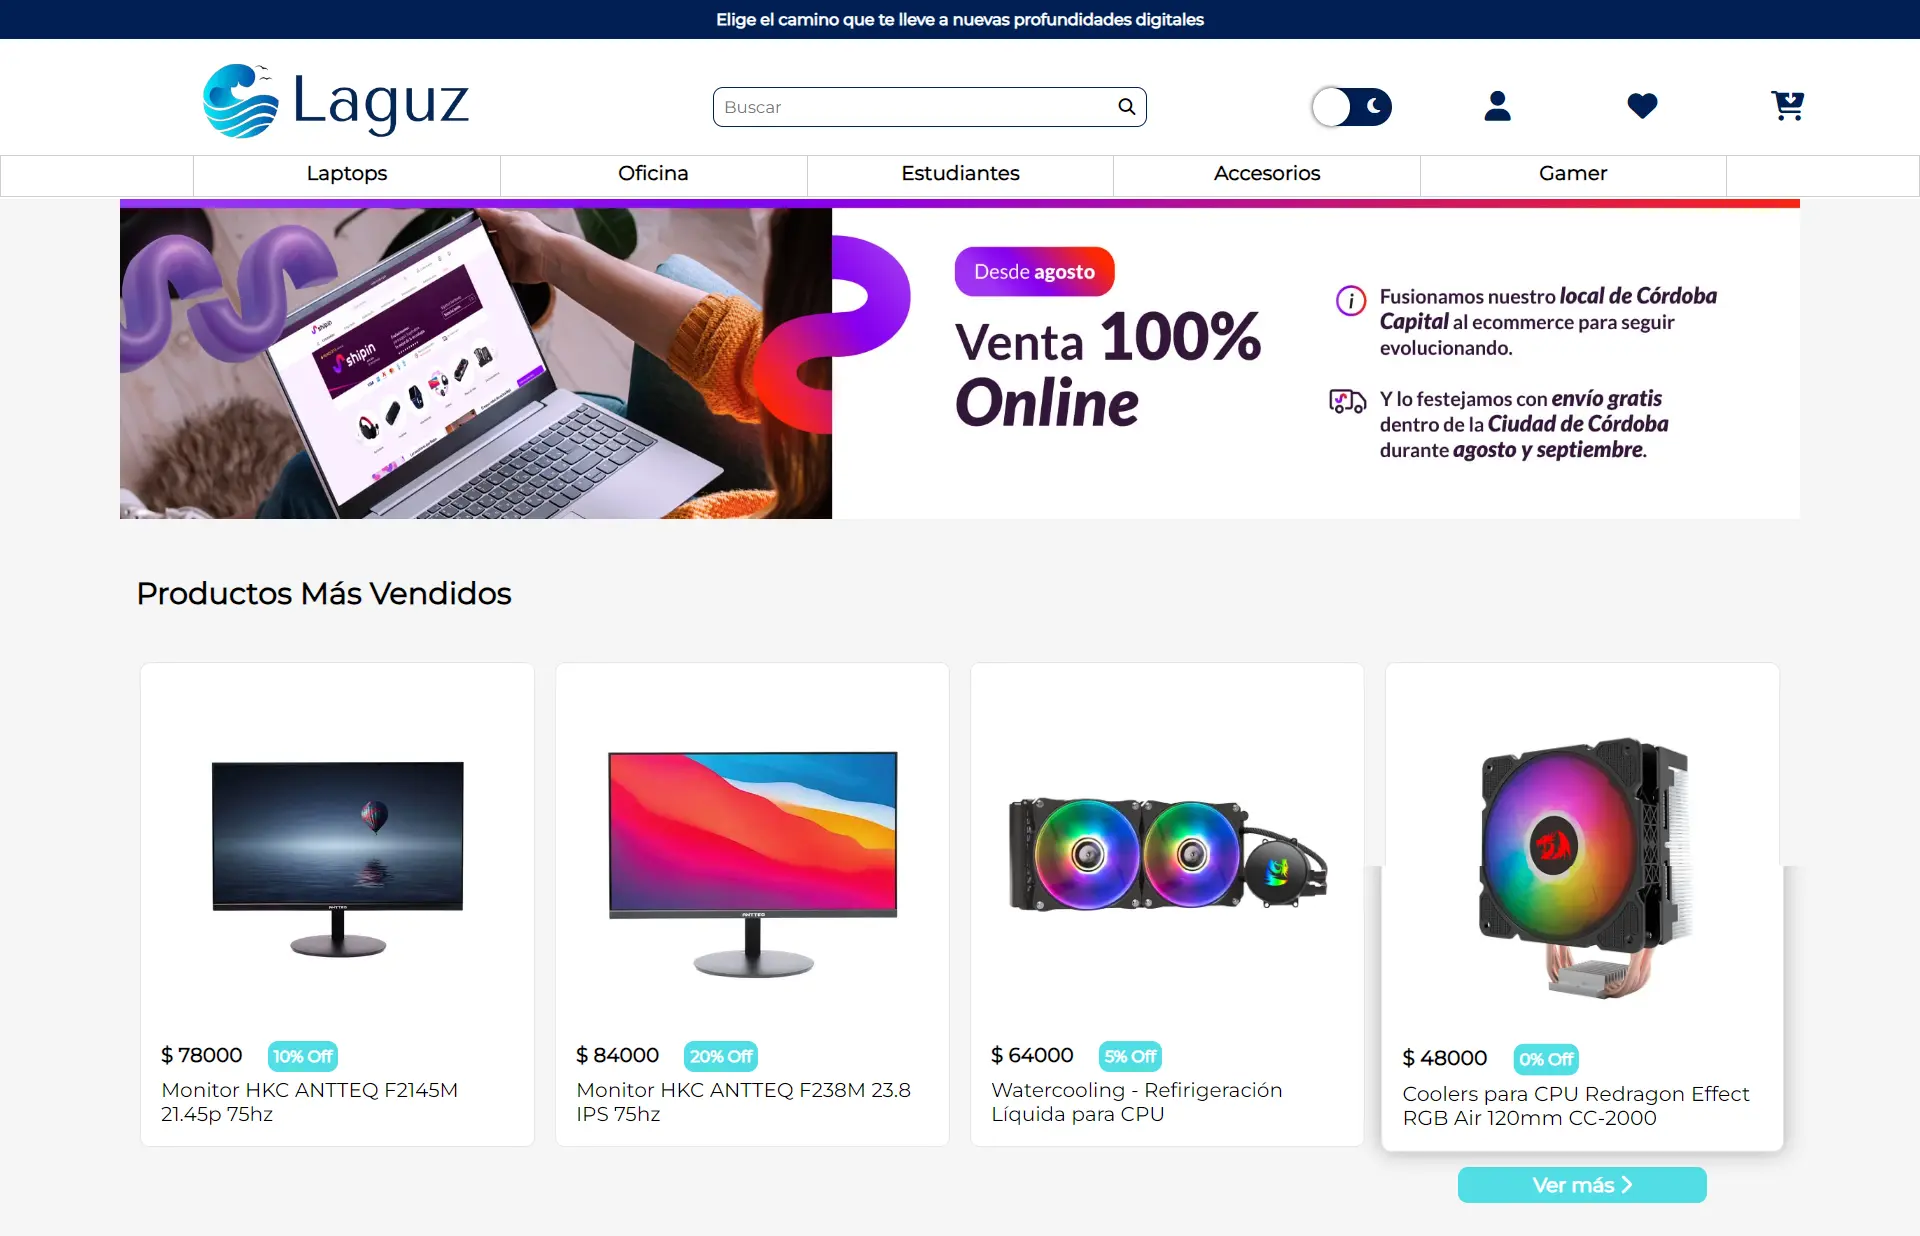 Elige el camino que te lleve a nuevas profundidades digitales
Laguz
Buscar
Laptops
Oficina
Estudiantes
Accesorios
Gamer
shipin
shipin
Desde agosto
Venta 100%
Online
i
Fusionamos nuestro local de Córdoba
Capital al ecommerce para seguir
evolucionando.
Y lo festejamos con envío gratis
dentro de la Ciudad de Córdoba
durante agosto y septiembre.
Productos Más Vendidos
ANTTEQ
ANTTEQ
$ 78000
10% Off
Monitor HKC ANTTEQ F2145M
21.45p 75hz
$ 84000
20% Off
Monitor HKC ANTTEQ F238M 23.8
IPS 75hz
$ 64000
5% Off
Watercooling - Refirigeración
Líquida para CPU
$ 48000
0% Off
Coolers para CPU Redragon Effect
RGB Air 120mm CC-2000
Ver más